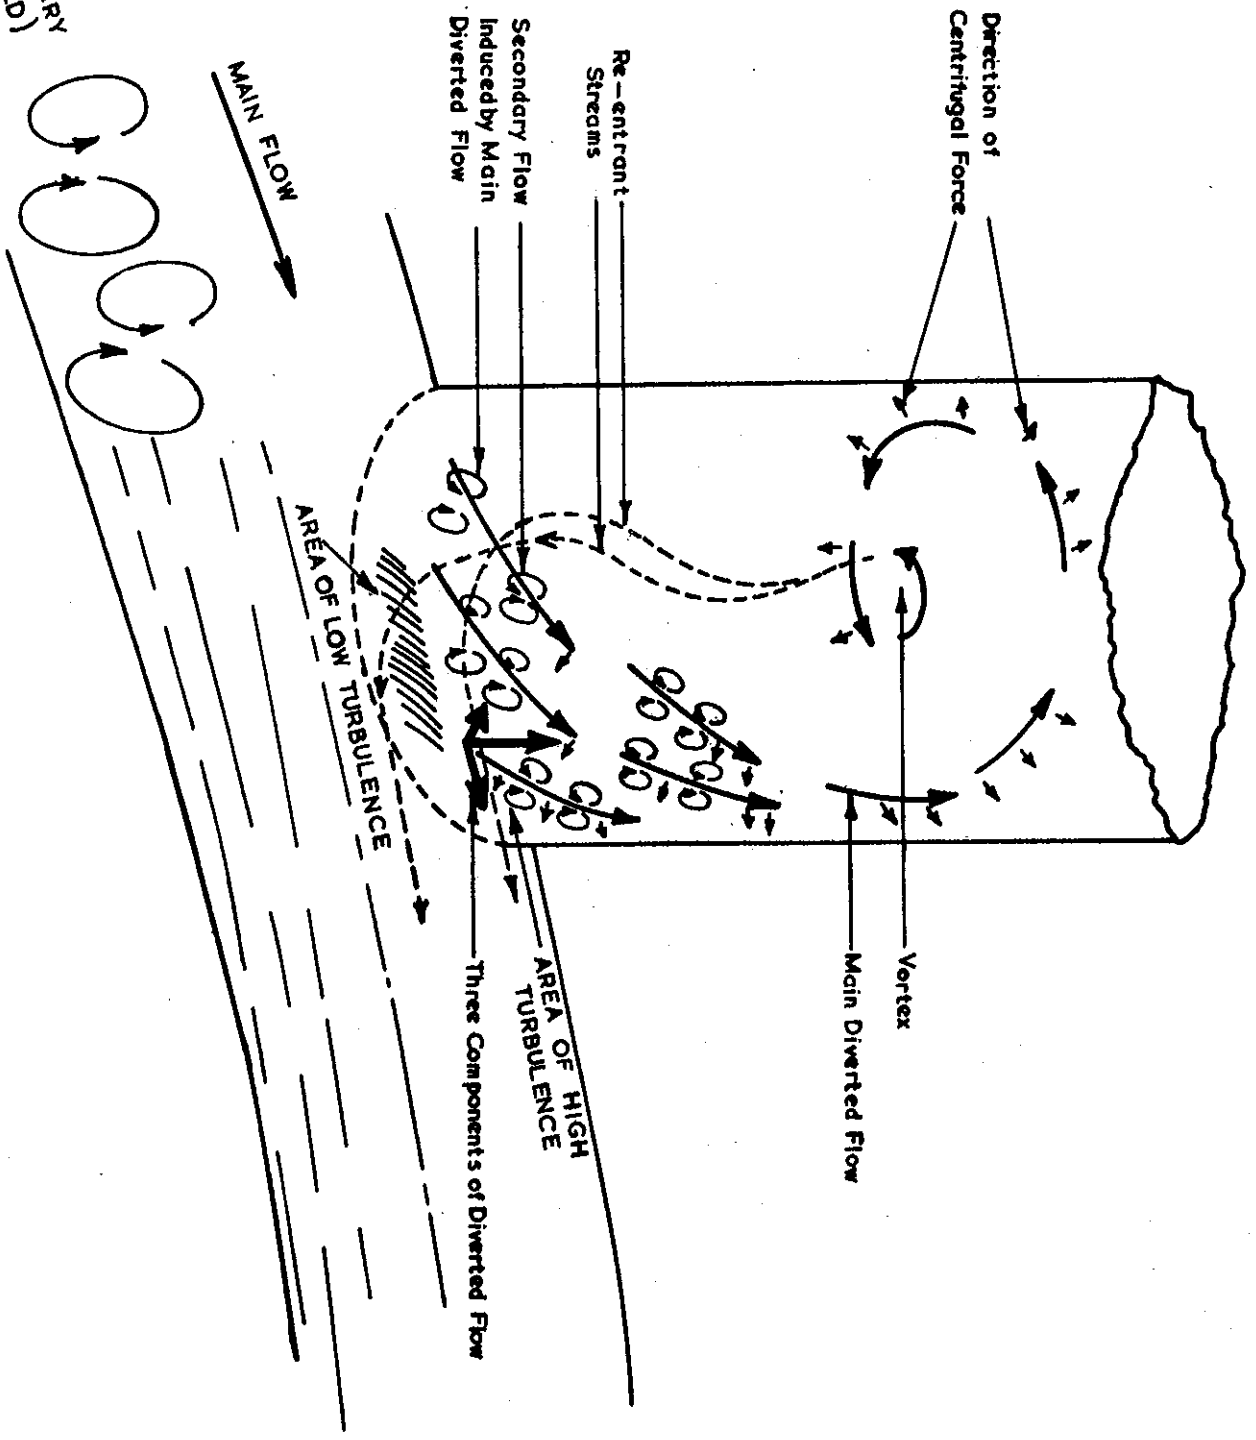 Direction of
Centrifugal Force
Re-entrant
Streams
Secondary Flow
Induced by Main
Diverted Flow
MAIN FLOW
AREA OF LOW TURBULENCE
Vortex
Main Diverted Flow
AREA OF HIGH
TURBULENCE
Three Components of Diverted Flow